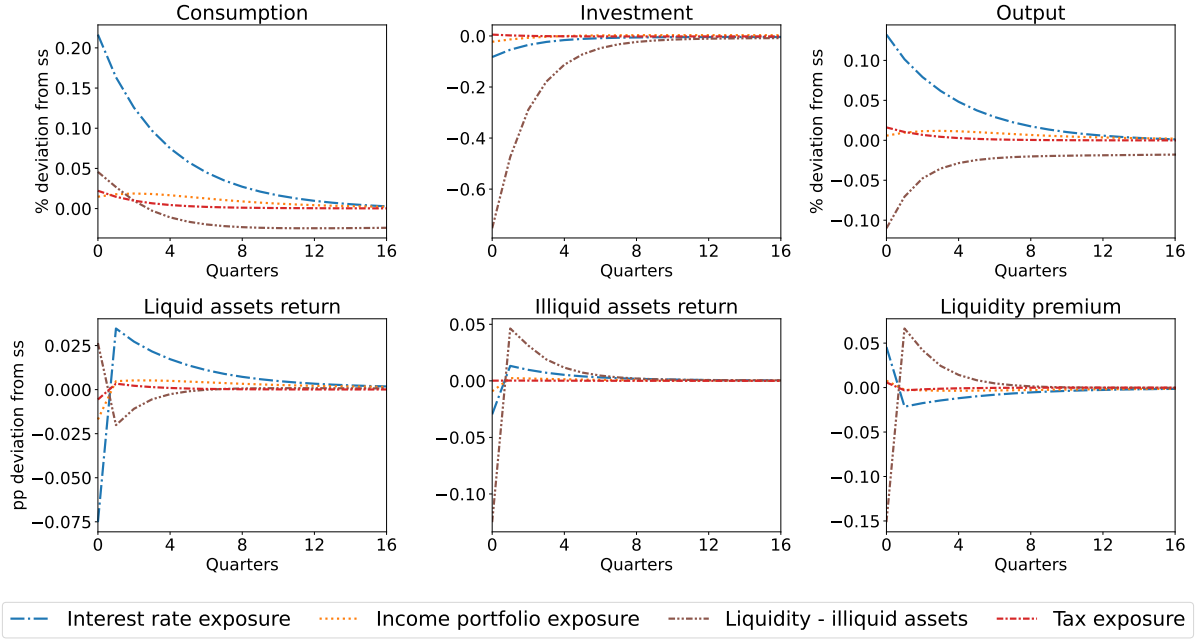 Consumption
Investment
Output
% deviation from ss
0.20
0.15
0.10
0.05
0.00
0 4 8 12 16
Quarters
0.0
−0.2
−0.4
−0.6
0 4 8 12 16
Quarters
% deviation from ss
0.10
0.05
0.00
−0.05
−0.10
0 4 8 12 16
Quarters
Liquid assets return
Illiquid assets return
Liquidity premium
pp deviation from ss
0.025
0.000
−0.025
−0.050
−0.075
0 4 8 12 16
Quarters
0.05
0.00
−0.05
−0.10
0 4 8 12 16
Quarters
0.05
0.00
−0.05
−0.10
−0.15
0 4 8 12 16
Quarters
Interest rate exposure Income portfolio exposure Liquidity - illiquid assets Tax exposure